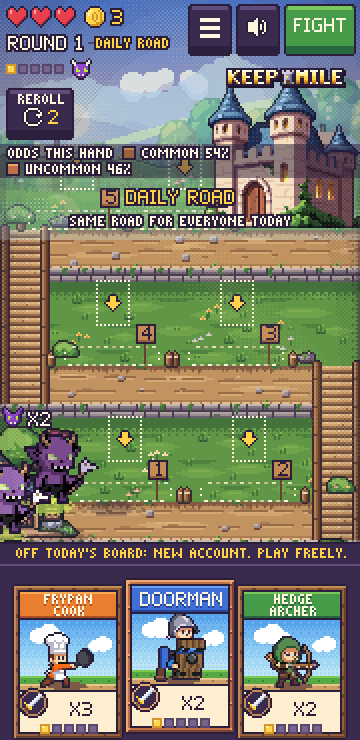 3
FIGHT
ROUND 1 DAILY ROAD
KEEP MILE
REROLL
2
ODDS THIS HAND COMMON 54%
UNCOMMON 46%
5 DAILY ROAD
SAME ROAD FOR EVERYONE TODAY
4
3
X2
1
2
OFF TODAY'S BOARD: NEW ACCOUNT. PLAY FREELY.
FRYPAN COOK
DOORMAN
HEDGE ARCHER
X3
X2
X2